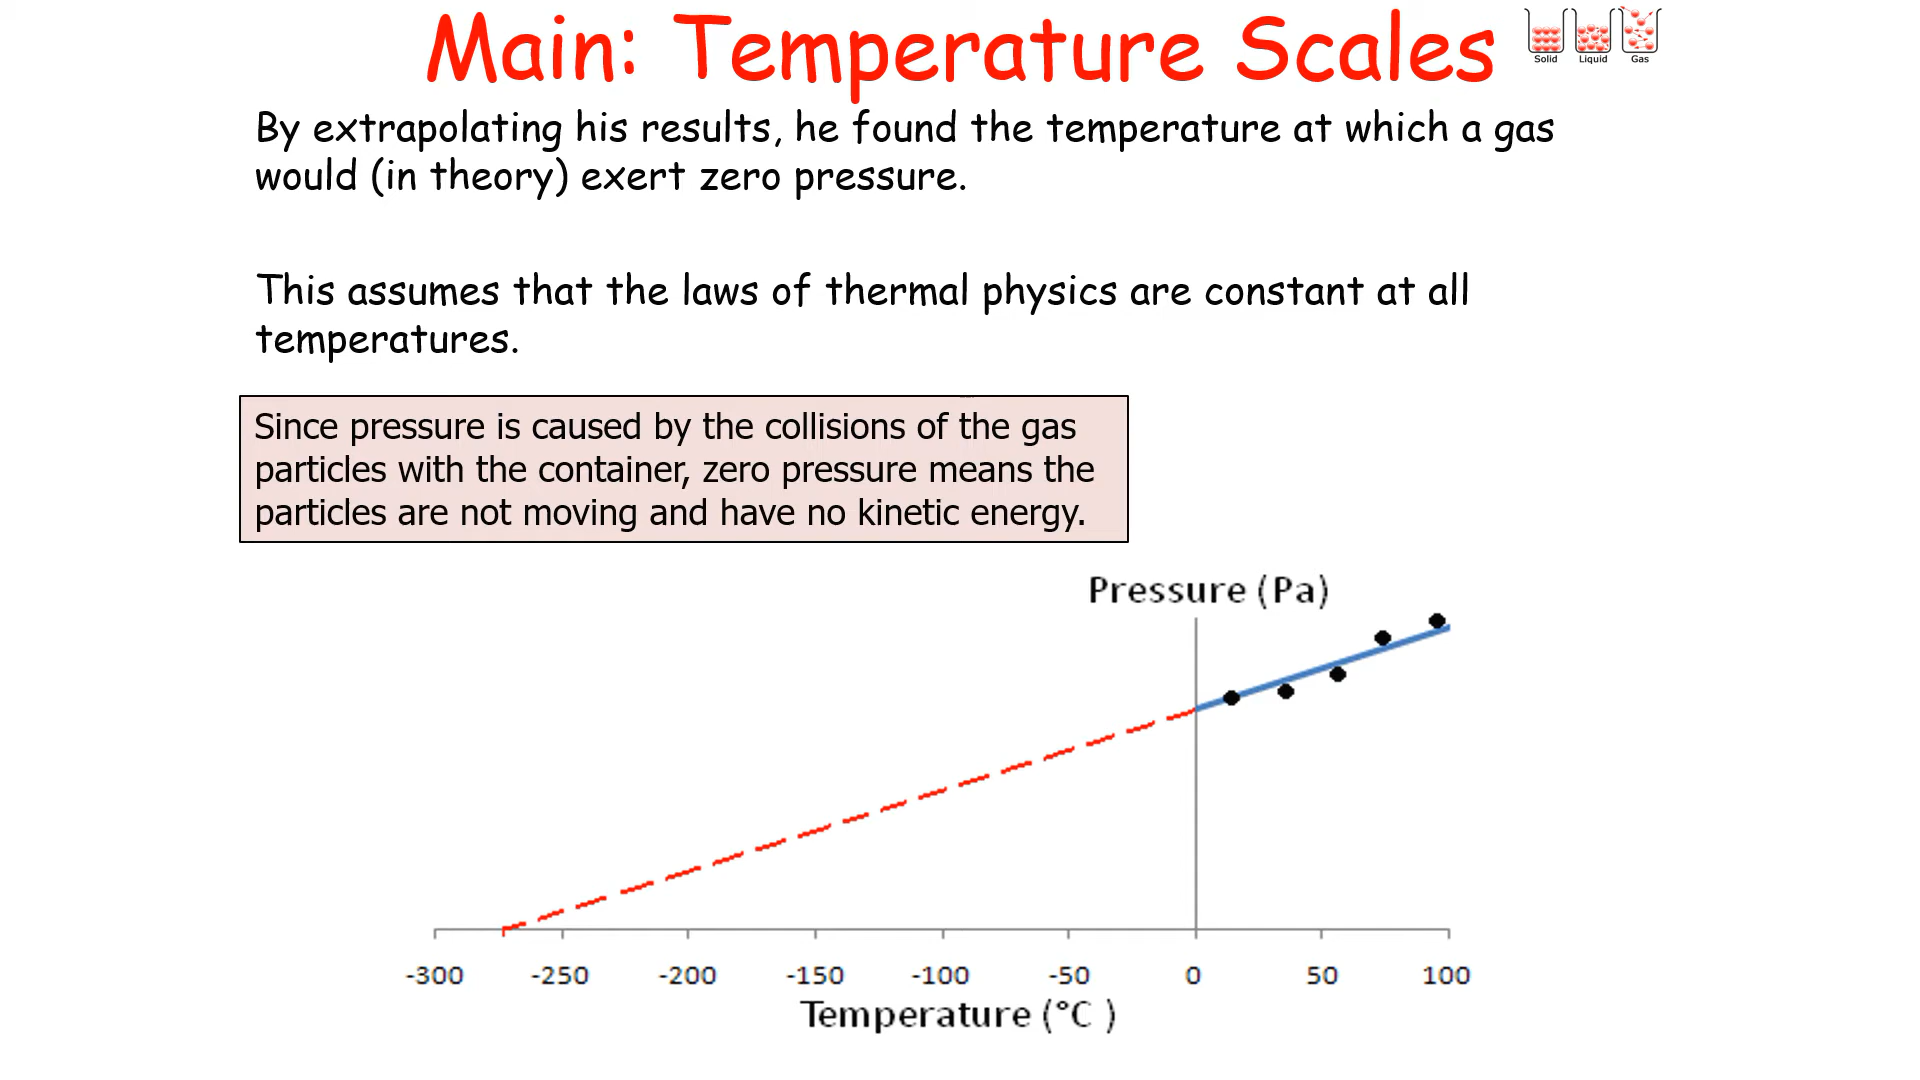 Main: Temperature Scales
Solid Liquid Gas
By extrapolating his results, he found the temperature at which a gas
would (in theory) exert zero pressure.
This assumes that the laws of thermal physics are constant at all
temperatures.
Since pressure is caused by the collisions of the gas
particles with the container, zero pressure means the
particles are not moving and have no kinetic energy.
Pressure (Pa)
-300 -250 -200 -150 -100 -50 0 50 100
Temperature (°C )